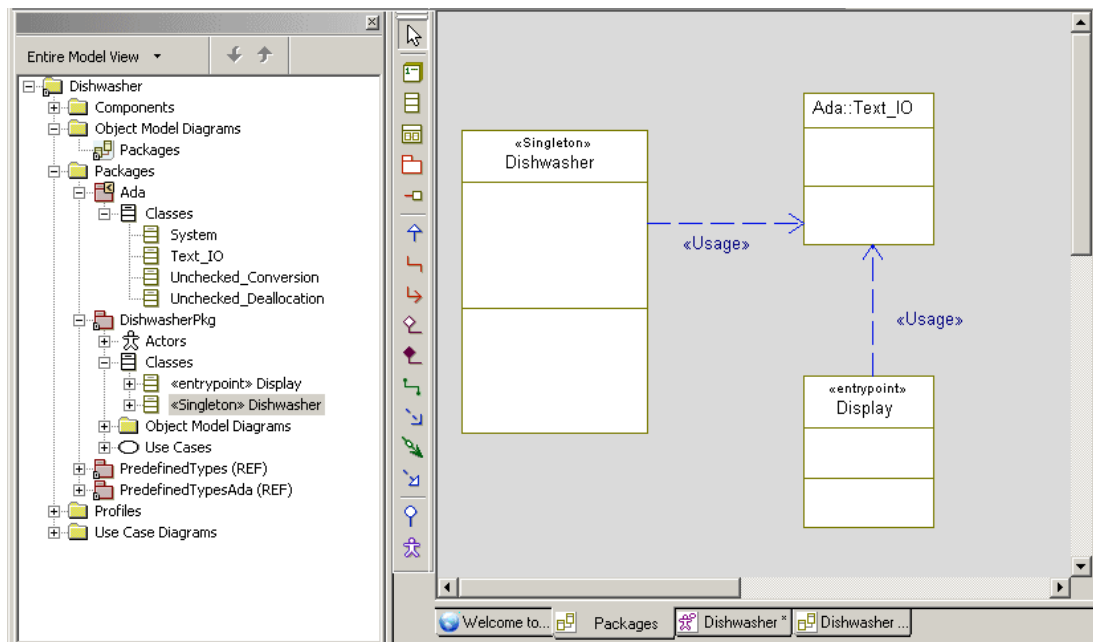 Entire Model View
Dishwasher
Components
Object Model Diagrams
Packages
Packages
Ada
Classes
System
Text_IO
Unchecked_Conversion
Unchecked_Deallocation
DishwasherPkg
Actors
Classes
«entrypoint» Display
«Singleton» Dishwasher
Object Model Diagrams
Use Cases
PredefinedTypes (REF)
PredefinedTypesAda (REF)
Profiles
Use Case Diagrams
«Singleton»
Dishwasher
Ada::Text_IO
«Usage»
«Usage»
«entrypoint»
Display
Welcome to...
Packages
Dishwasher *
Dishwasher ...